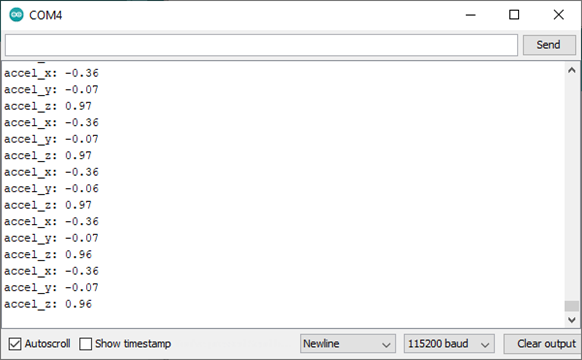 COM4
Send
accel_x: -0.36
accel_y: -0.07
accel_z: 0.97
accel_x: -0.36
accel_y: -0.07
accel_z: 0.97
accel_x: -0.36
accel_y: -0.06
accel_z: 0.97
accel_x: -0.36
accel_y: -0.07
accel_z: 0.96
accel_x: -0.36
accel_y: -0.07
accel_z: 0.96
Autoscroll Show timestamp Newline 115200 baud Clear output